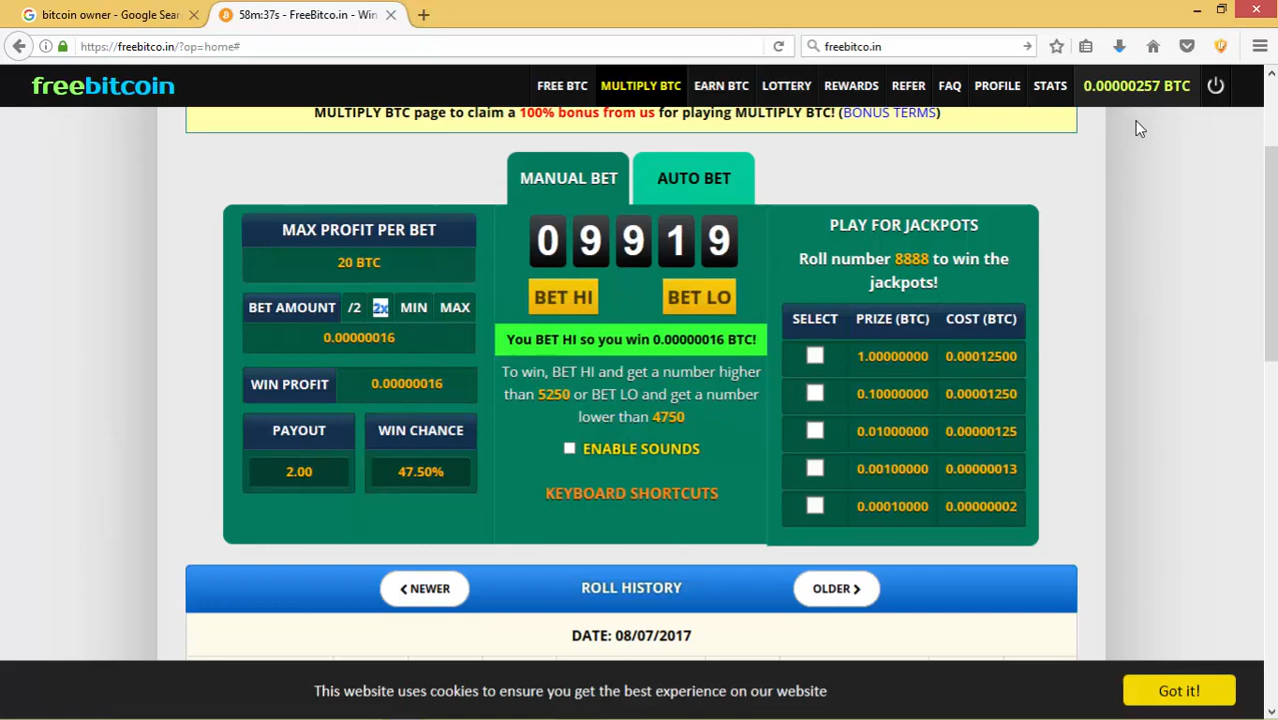 bitcoin owner - Google Sear
58m:37s - FreeBitco.in - Win
https://freebitco.in/?op=home#
freebitco.in
freebitcoin
FREE BTC
MULTIPLY BTC
EARN BTC
LOTTERY
REWARDS
REFER
FAQ
PROFILE
STATS
0.00000257 BTC
MULTIPLY BTC page to claim a 100% bonus from us for playing MULTIPLY BTC! (BONUS TERMS)
MANUAL BET
AUTO BET
MAX PROFIT PER BET
20 BTC
BET AMOUNT
/2
2x
MIN
MAX
0.00000016
WIN PROFIT
0.00000016
PAYOUT
WIN CHANCE
2.00
47.50%
0 9 9 1 9
BET HI
BET LO
You BET HI so you win 0.00000016 BTC!
To win, BET HI and get a number higher
than 5250 or BET LO and get a number
lower than 4750
ENABLE SOUNDS
KEYBOARD SHORTCUTS
PLAY FOR JACKPOTS
Roll number 8888 to win the
jackpots!
SELECT PRIZE (BTC) COST (BTC)
1.00000000 0.00012500
0.10000000 0.00001250
0.01000000 0.00000125
0.00100000 0.00000013
0.00010000 0.00000002
NEWER
ROLL HISTORY
OLDER
DATE: 08/07/2017
This website uses cookies to ensure you get the best experience on our website
Got it!